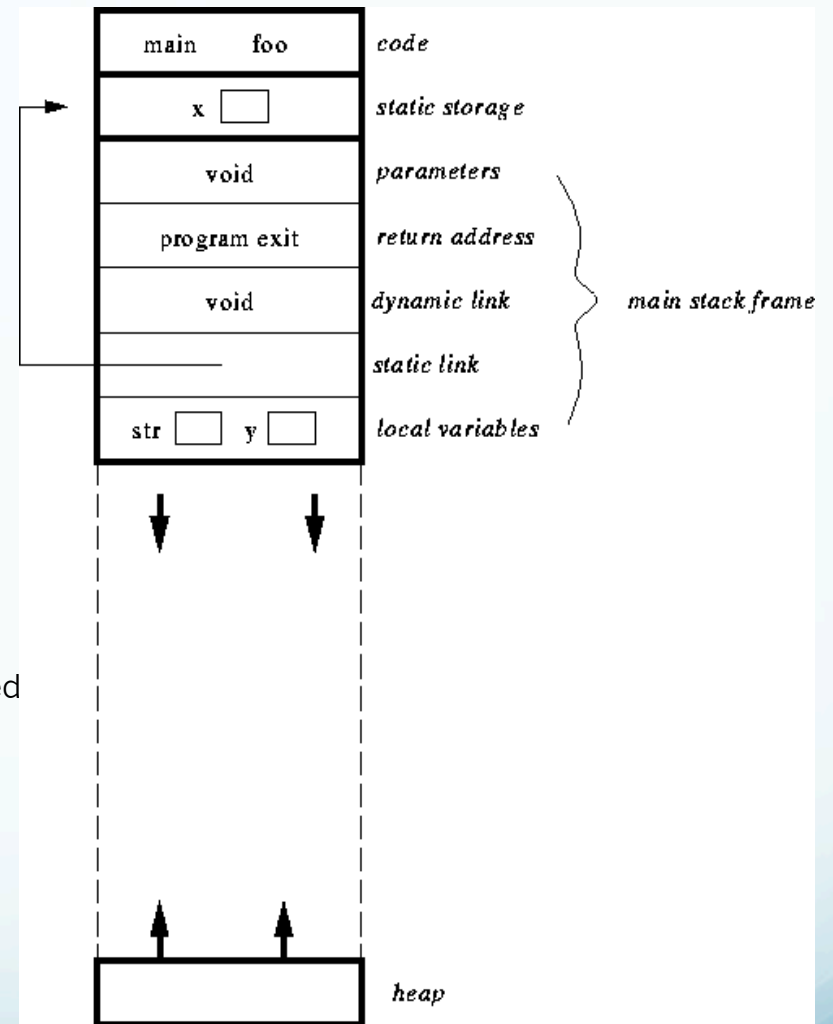 main foo code
x static storage
void parameters
program exit return address
void dynamic link main stack frame
static link
str y local variables
ed
heap